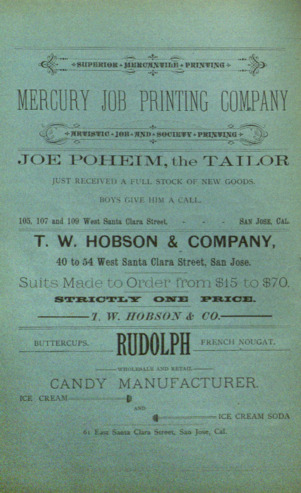 SUPERIOR MERCANTILE PRINTING
MERCURY JOB PRINTING COMPANY
ARTISTIC JOB AND SOCIETY PRINTING
JOE POHEIM, the TAILOR
JUST RECEIVED A FULL STOCK OF NEW GOODS.
BOYS GIVE HIM A CALL.
105, 107 and 109 West Santa Clara Street, - - - SAN JOSE, CAL.
T. W. HOBSON & COMPANY,
40 to 54 West Santa Clara Street, San Jose.
Suits Made to Order from $15 to $70.
STRICTLY ONE PRICE.
T. W. HOBSON & CO.
BUTTERCUPS. RUDOLPH FRENCH NOUGAT.
WHOLESALE AND RETAIL
CANDY MANUFACTURER.
ICE CREAM
AND
ICE CREAM SODA
61 East Santa Clara Street, San Jose, Cal.